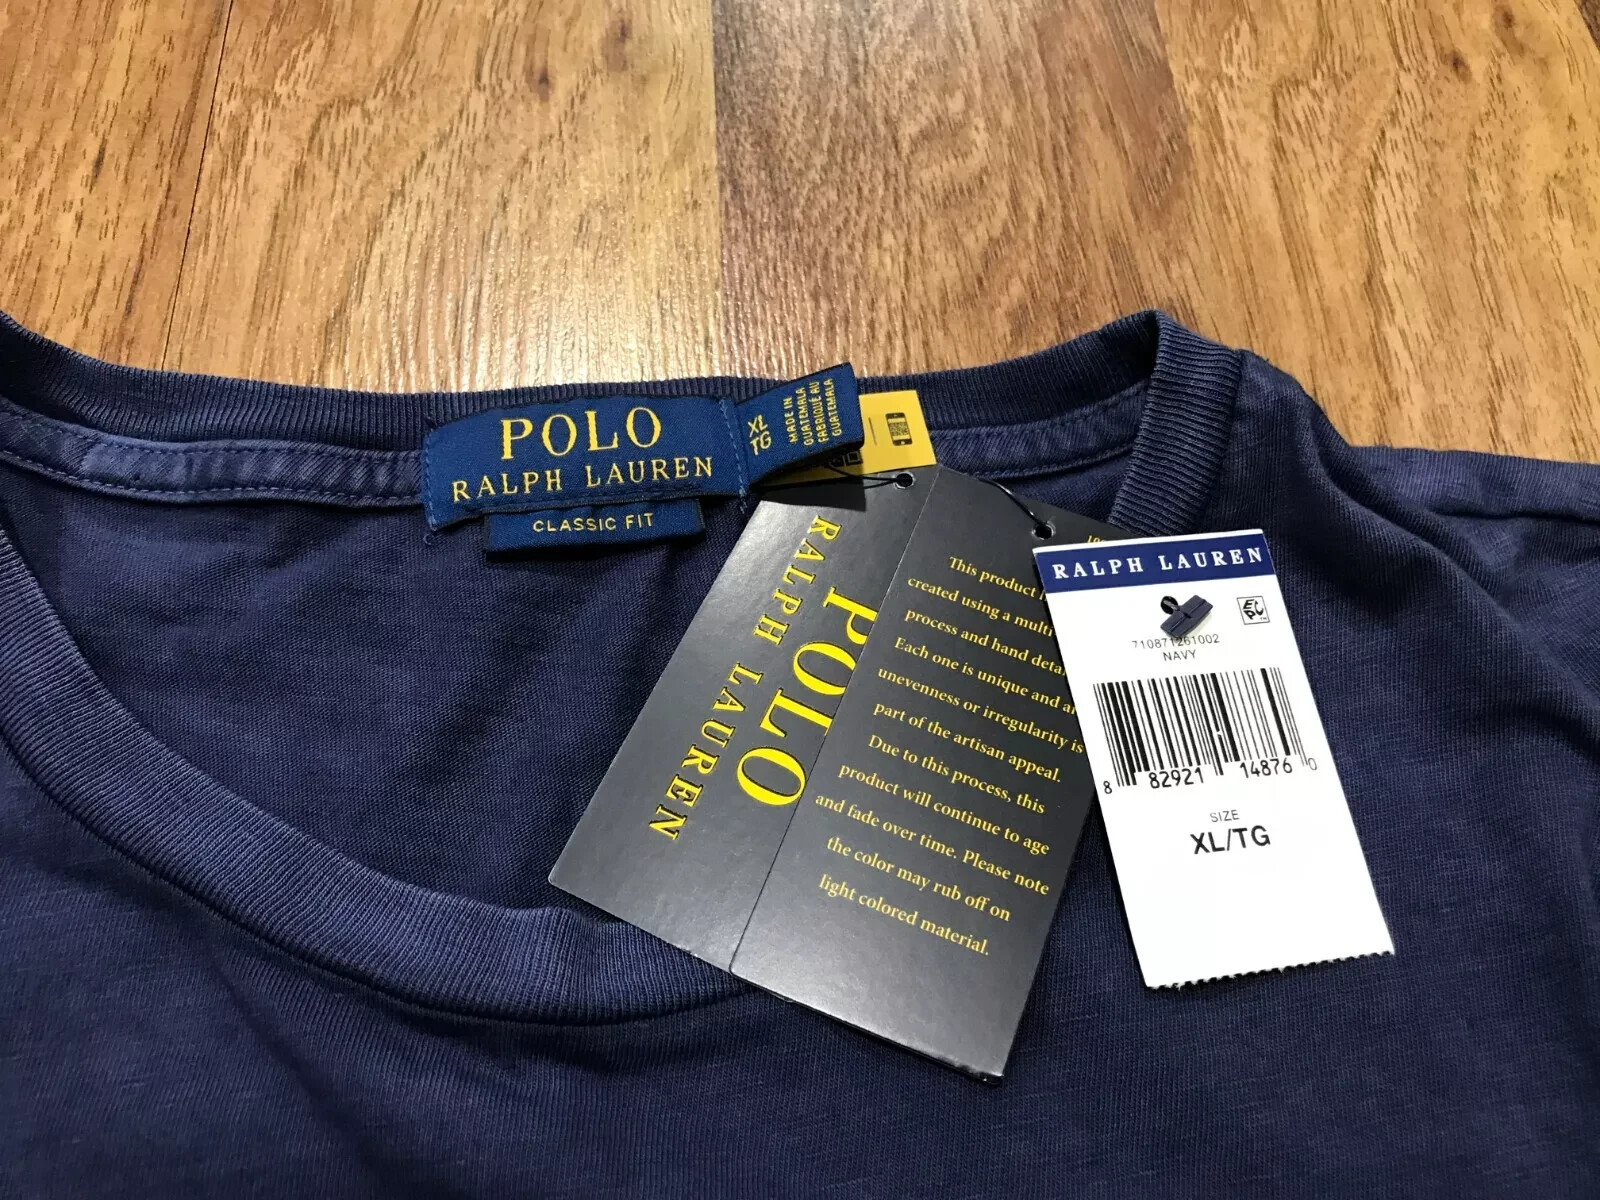 POLO
RALPH LAUREN
CLASSIC FIT
XL
TG
MADE IN
GUATEMALA
FABRIQUÉ AU
GUATEMALA
POLO
RALPH LAUREN
This product
created using a
process and hand
Each one is unique and
unevenness or irregularity is
part of the artisan appeal.
Due to this process, this
product will continue to age
and fade over time. Please note
the color may rub off on
light colored material.
RALPH LAUREN
EPC
710871261002
NAVY
8 82921 14876 0
SIZE
XL/TG